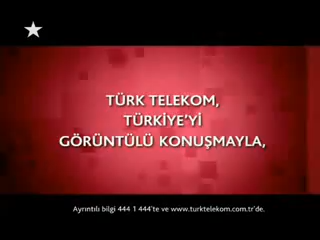 TÜRK TELEKOM,
TÜRKİYE'Yİ
GÖRÜNTÜLÜ KONUŞMAYLA,
Ayrıntılı bilgi 444 1 444'te ve www.turktelekom.com.tr'de.